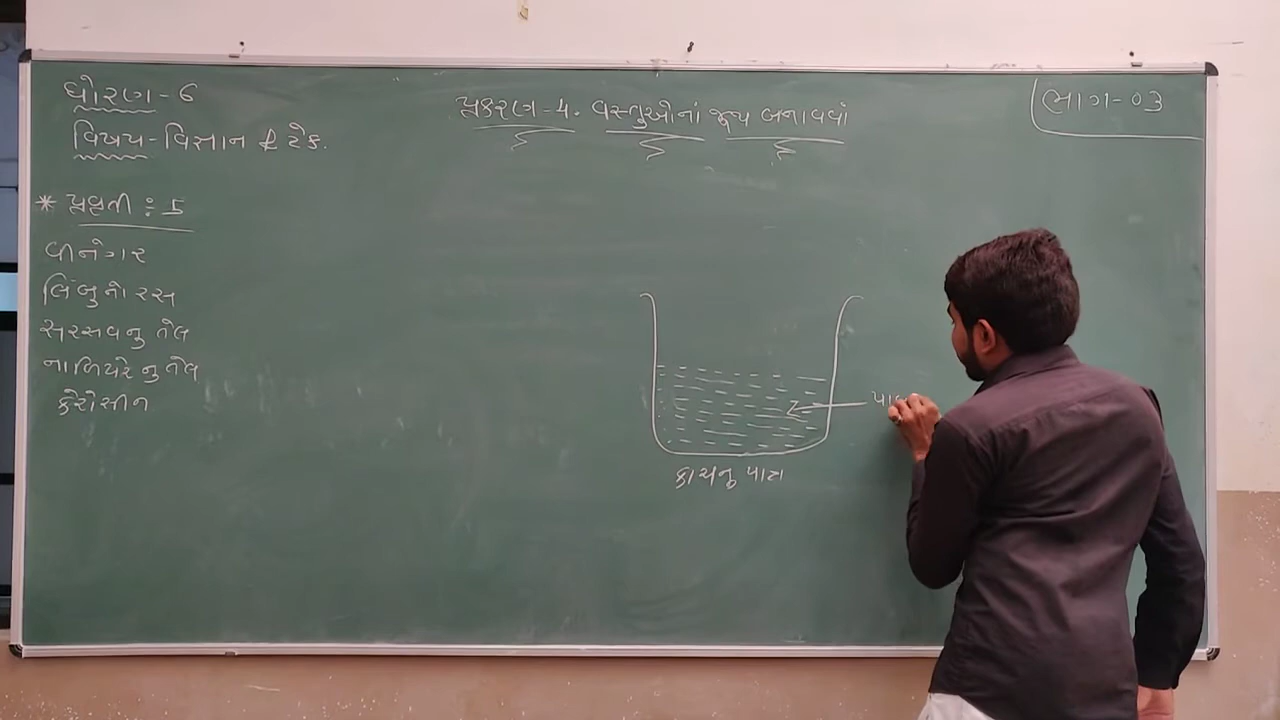 ધોરણ-6
વિષય-વિજ્ઞાન & ટેક.
પ્રકરણ-4. વસ્તુઓનાં જૂથ બનાવવાં
ભાગ-03
* પ્રવૃત્તી : 5
વીનેગર
લિંબુનો રસ
સરસવનુ તેલ
નાળિયેરનુ તેલ
કેરોસીન
કાચનુ પાત્ર